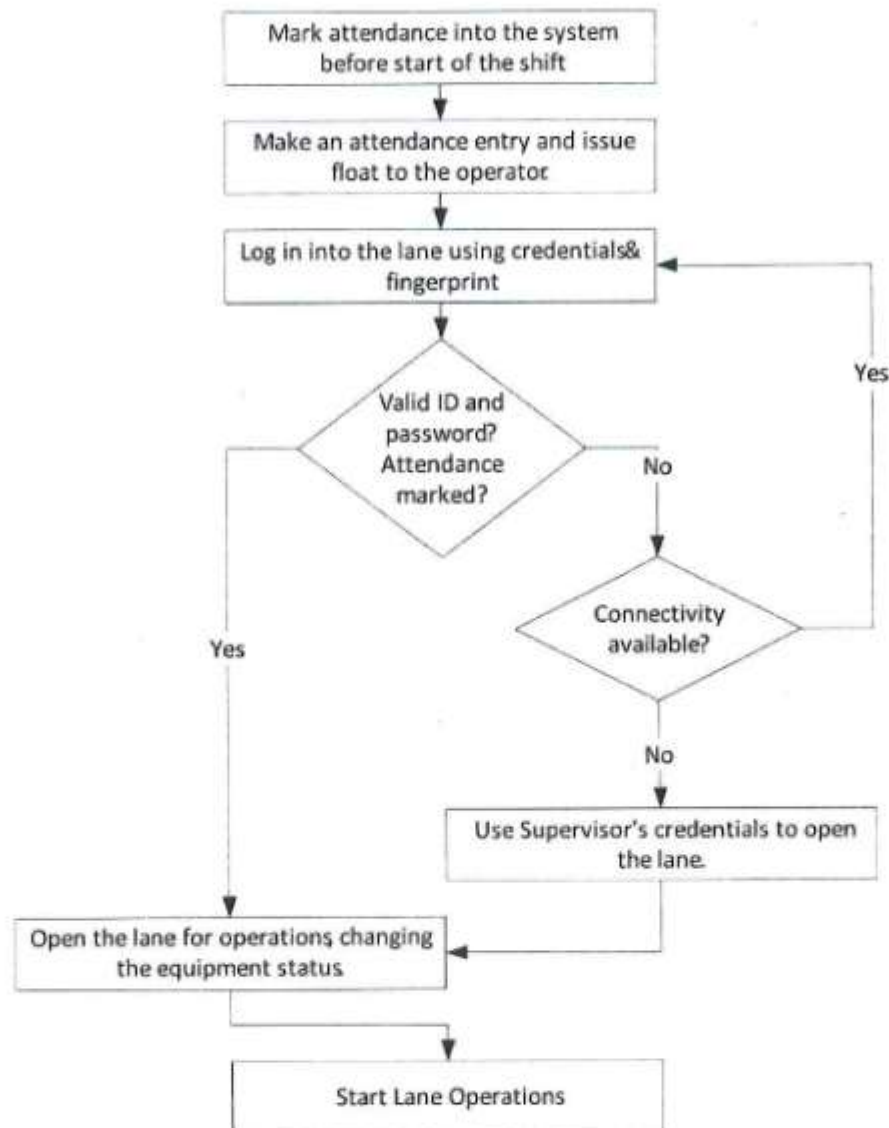 Mark attendance into the system
before start of the shift
Make an attendance entry and issue
float to the operator.
Log in into the lane using credentials&
fingerprint
Yes
Valid ID and
password?
Attendance
marked?
No
Connectivity
available?
Yes
No
Use Supervisor's credentials to open
the lane.
Open the lane for operations, changing
the equipment status.
Start Lane Operations